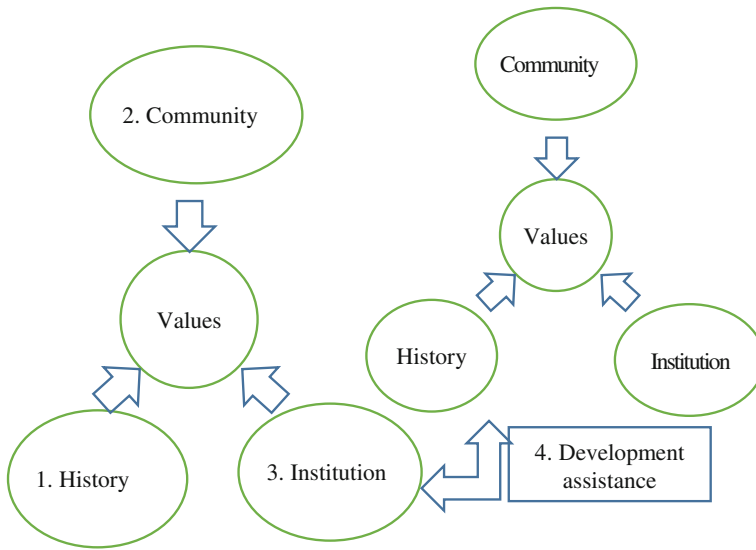 2. Community
Values
1. History
3. Institution
Community
Values
History
Institution
4. Development
assistance